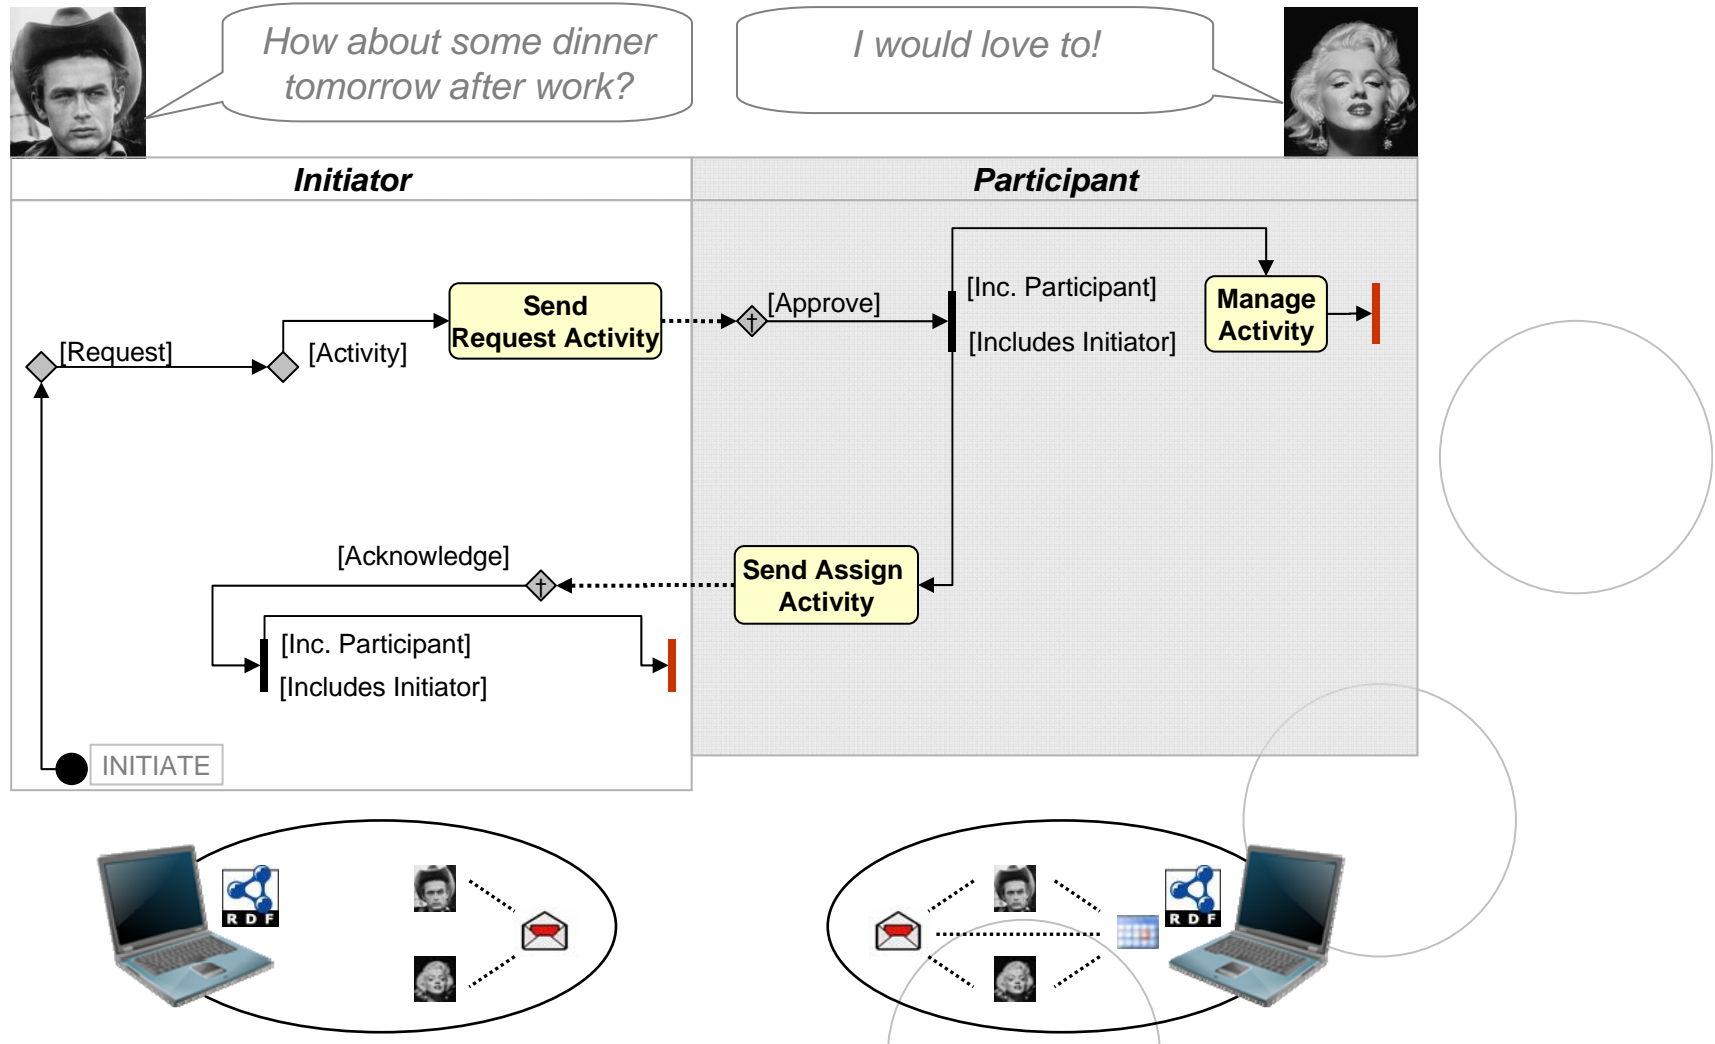 How about some dinner
tomorrow after work?
I would love to!
Initiator
Participant
[Request]
[Activity]
Send
Request Activity
[Approve]
[Inc. Participant]
[Includes Initiator]
Manage
Activity
[Acknowledge]
Send Assign
Activity
[Inc. Participant]
[Includes Initiator]
INITIATE
RDF
RDF